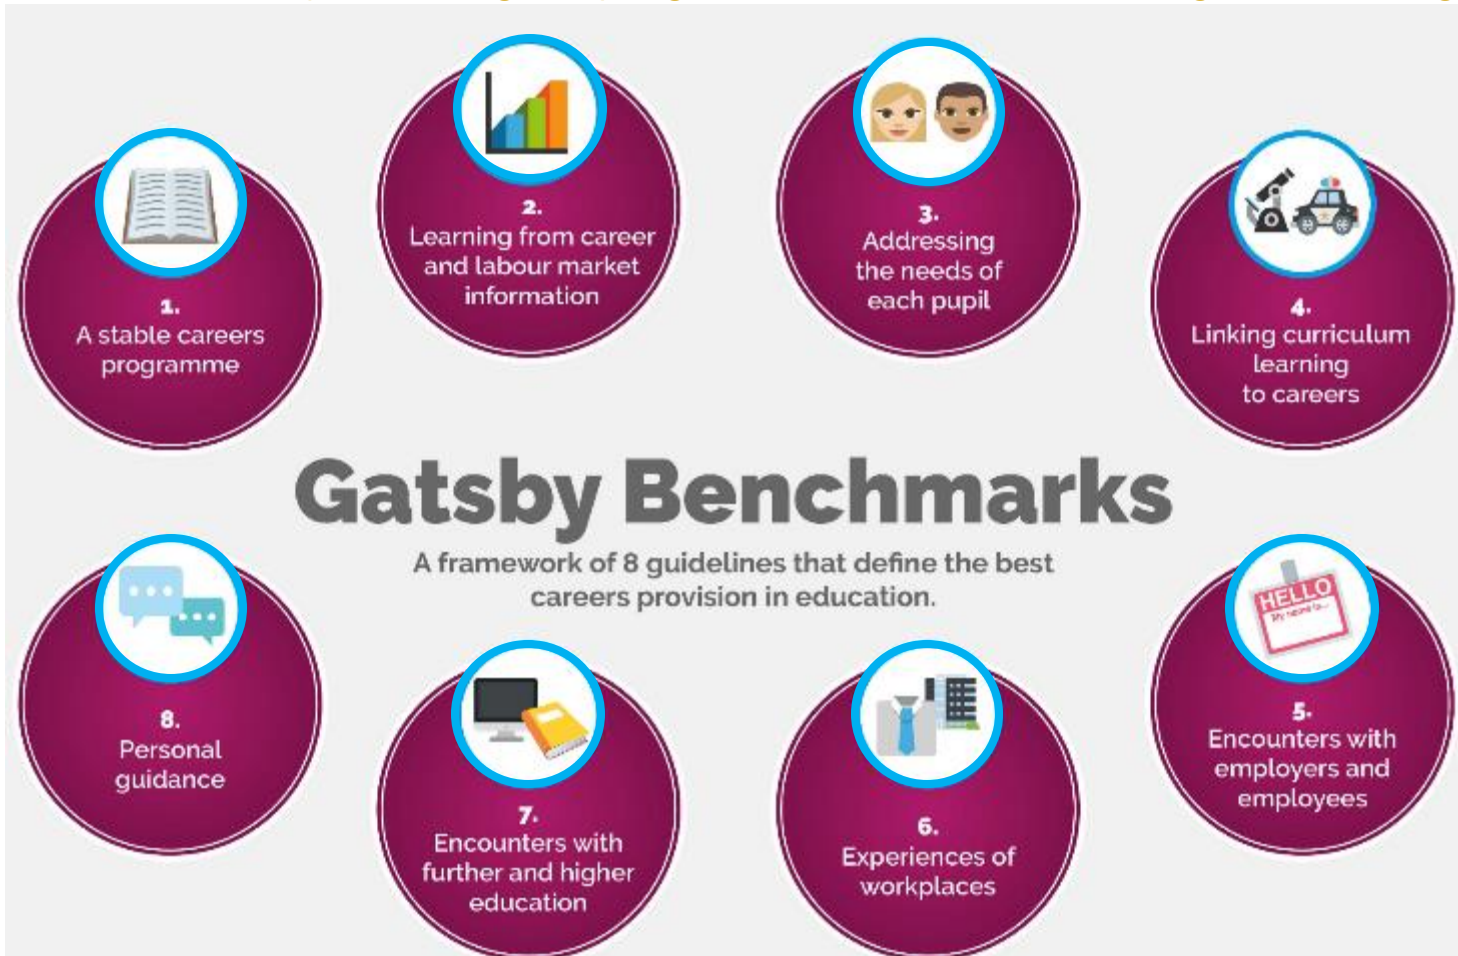 1.
A stable careers
programme
2.
Learning from career
and labour market
information
3.
Addressing
the needs of
each pupil
4.
Linking curriculum
learning
to careers
Gatsby Benchmarks
A framework of 8 guidelines that define the best
careers provision in education.
5.
Encounters with
employers and
employees
HELLO
My name is...
6.
Experiences of
workplaces
7.
Encounters with
further and higher
education
8.
Personal
guidance